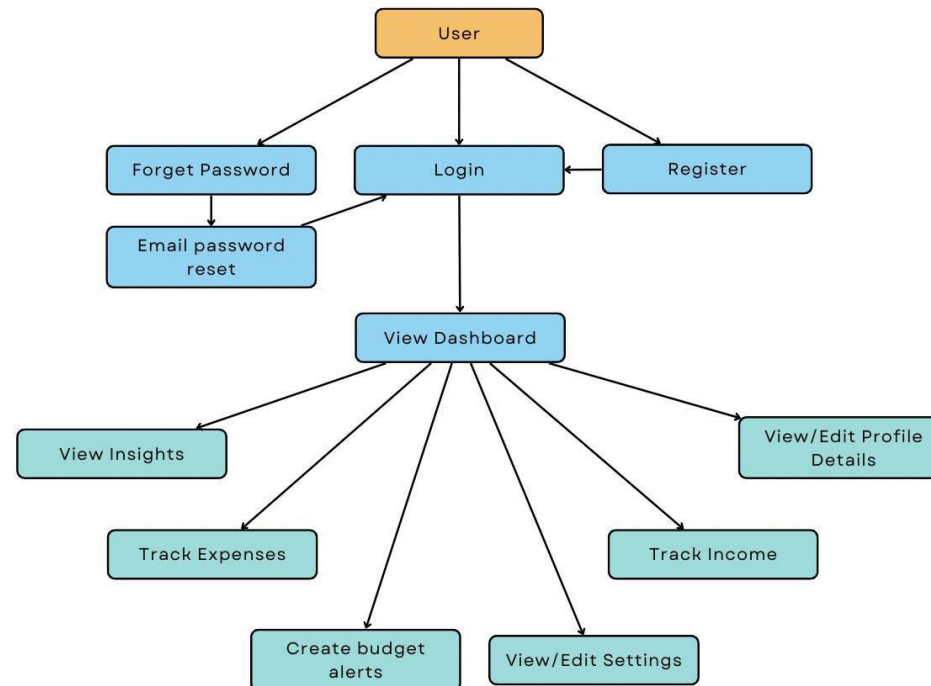 User
Forget Password
Login
Register
Email password
reset
View Dashboard
View Insights
View/Edit Profile
Details
Track Expenses
Track Income
Create budget
alerts
View/Edit Settings